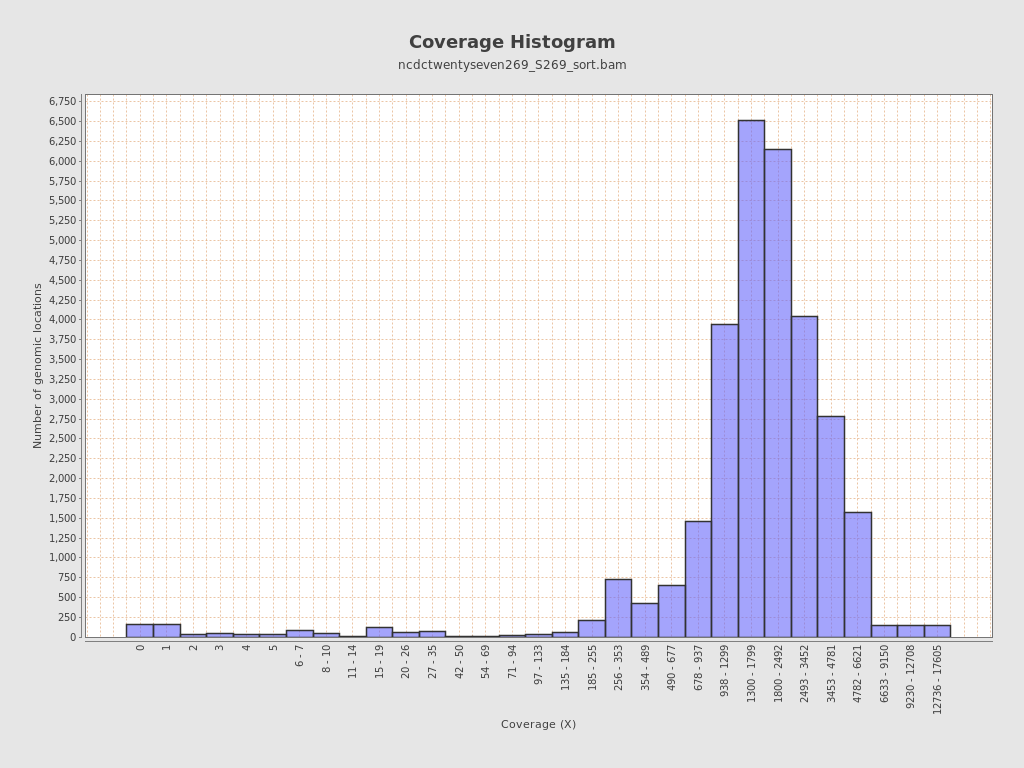 Coverage Histogram
ncdctwentyseven269_S269_sort.bam
Number of genomic locations
6,750
6,500
6,250
6,000
5,750
5,500
5,250
5,000
4,750
4,500
4,250
4,000
3,750
3,500
3,250
3,000
2,750
2,500
2,250
2,000
1,750
1,500
1,250
1,000
750
500
250
0
0
1
2
3
4
5
6 - 7
8 - 10
11 - 14
15 - 19
20 - 26
27 - 35
42 - 50
54 - 69
71 - 94
97 - 133
135 - 184
185 - 255
256 - 353
354 - 489
490 - 677
678 - 937
938 - 1299
1300 - 1799
1800 - 2492
2493 - 3452
3453 - 4781
4782 - 6621
6633 - 9150
9230 - 12708
12736 - 17605
Coverage (X)